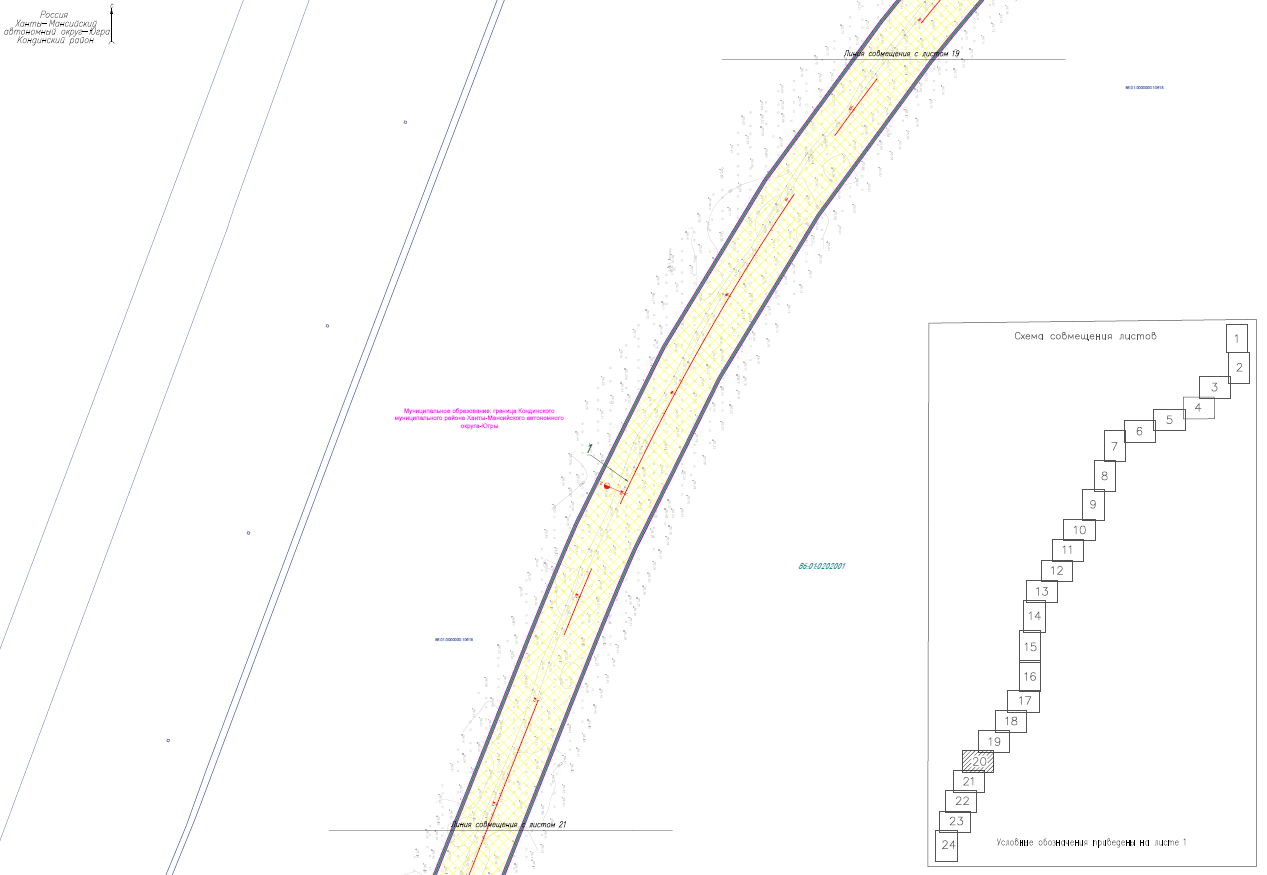 Россия
Ханты-Мансийский
автономный округ-Югра
Кондинский район
Линия совмещения с листом 19
Муниципальное образование: граница Кондинского
муниципального района Ханты-Мансийского автономного
округа-Югры
1
86:01:0202001
Линия совмещения с листом 21
Схема совмещения листов
1
2
3
4
5
6
7
8
9
10
11
12
13
14
15
16
17
18
19
20
21
22
23
24
Условные обозначения приведены на листе 1